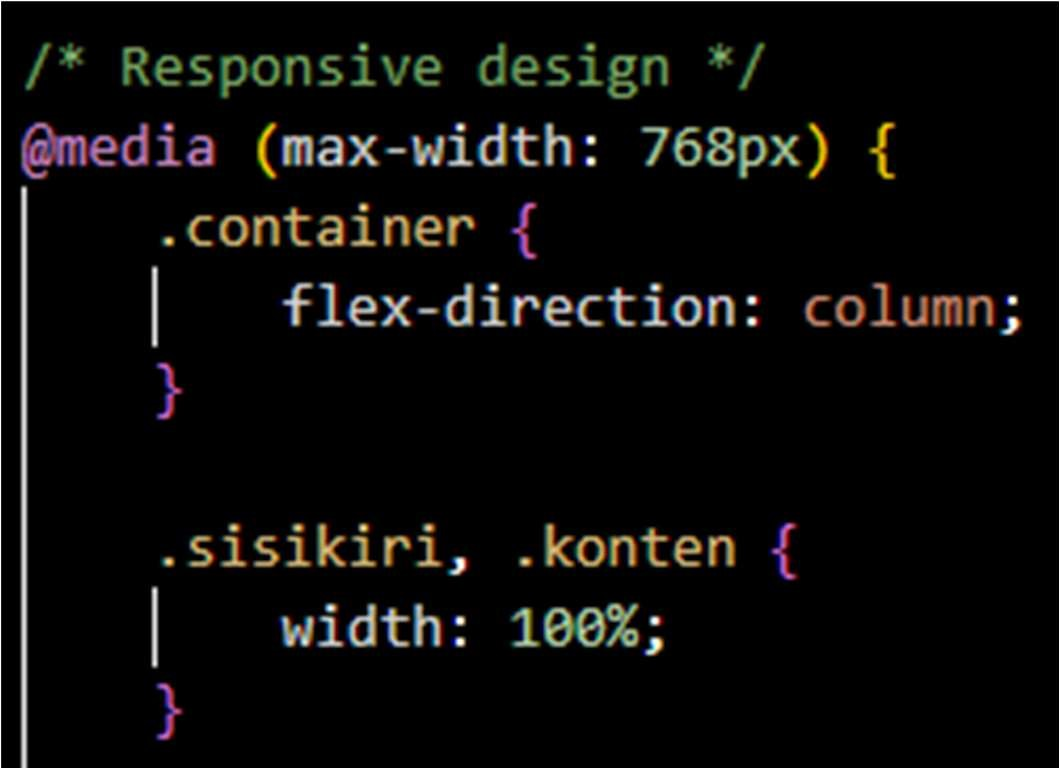 /* Responsive design */
@media (max-width: 768px) {
    .container {
        flex-direction: column;
    }

    .sisikiri, .konten {
        width: 100%;
    }